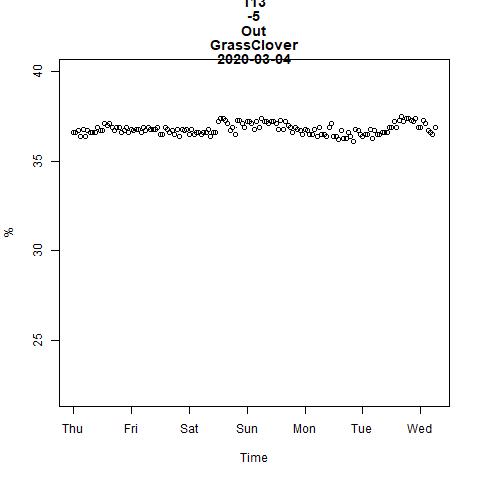 113
-5
Out
GrassClover
2020-03-04
40
35
30
25
%
Thu
Fri
Sat
Sun
Mon
Tue
Wed
Time